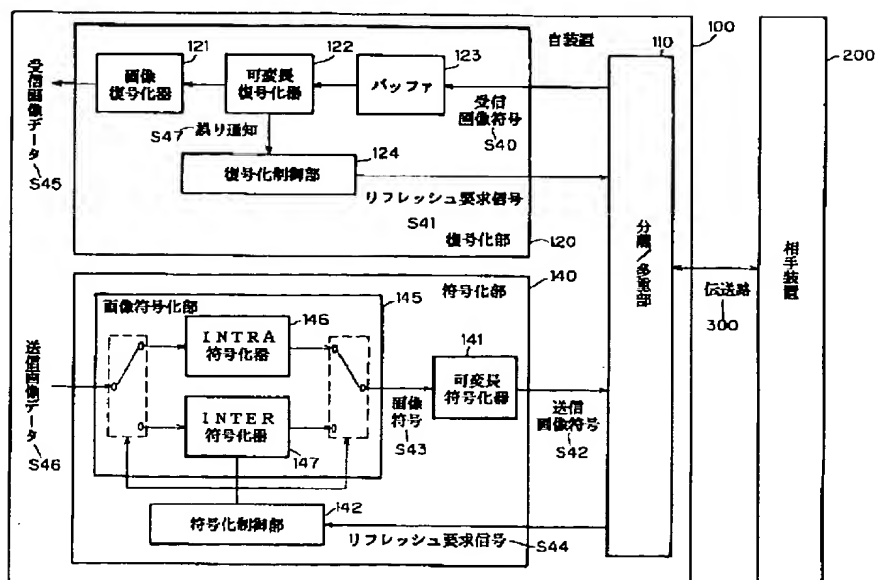 自装置
100
200
110
121
画像
復号化器
122
可変長
復号化器
123
バッファ
受信
画像符号
S40
受信画像データ
S45
S47
誤り通知
124
復号化制御部
リフレッシュ要求信号
S41
復号化部
120
分離/多重部
伝送路
300
相手装置
140
符号化部
画像符号化部
145
146
INTRA
符号化器
INTER
符号化器
147
141
可変長
符号化器
画像
符号
S43
送信
画像符号
S42
送信画像データ
S46
142
符号化制御部
リフレッシュ要求信号
S44